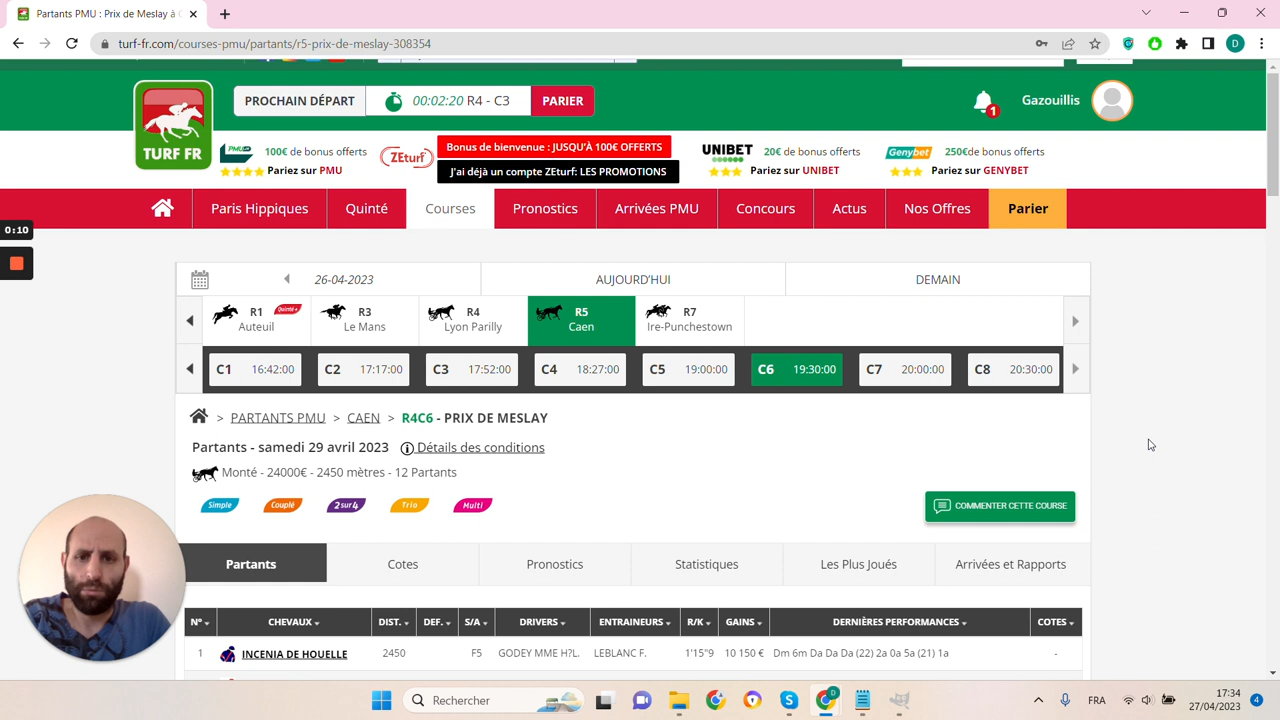 Partants PMU : Prix de Meslay à C
turf-fr.com/courses-pmu/partants/r5-prix-de-meslay-308354
D
TURF FR
PROCHAIN DÉPART 00:02:20 R4 - C3 PARIER
1 Gazouillis
PMU 100€ de bonus offerts
Pariez sur PMU
ZEturf Bonus de bienvenue : JUSQU'À 100€ OFFERTS
J'ai déjà un compte ZEturf: LES PROMOTIONS
UNIBET 20€ de bonus offerts
Pariez sur UNIBET
Genybet 250€ de bonus offerts
Pariez sur GENYBET
Paris Hippiques Quinté Courses Pronostics Arrivées PMU Concours Actus Nos Offres Parier
0:10
26-04-2023 AUJOURD'HUI DEMAIN
R1 Quinté+ R3 R4 R5 R7
Auteuil Le Mans Lyon Parilly Caen Ire-Punchestown
C1 16:42:00 C2 17:17:00 C3 17:52:00 C4 18:27:00 C5 19:00:00 C6 19:30:00 C7 20:00:00 C8 20:30:00
> PARTANTS PMU > CAEN > R4C6 - PRIX DE MESLAY
Partants - samedi 29 avril 2023 Détails des conditions
Monté - 24000€ - 2450 mètres - 12 Partants
Simple Couplé 2sur4 Trio Multi
COMMENTER CETTE COURSE
Partants Cotes Pronostics Statistiques Les Plus Joués Arrivées et Rapports
N° CHEVAUX DIST. DEF. S/A DRIVERS ENTRAINEURS R/K GAINS DERNIÈRES PERFORMANCES COTES
1 INCENIA DE HOUELLE 2450 F5 GODEY MME H?L. LEBLANC F. 1'15"9 10 150 € Dm 6m Da Da Da (22) 2a 0a 5a (21) 1a -
Rechercher
FRA
17:34
27/04/2023
4